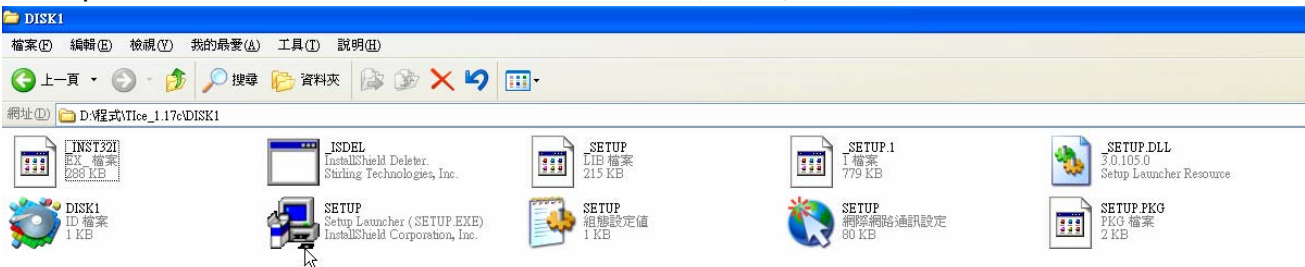 DISK1
檔案(F) 編輯(E) 檢視(V) 我的最愛(A) 工具(T) 說明(H)
上一頁 搜尋 資料夾
網址(D) D:\程式\TIce_1.17c\DISK1
_INST32I
EX_ 檔案
288 KB
_ISDEL
InstallShield Deleter.
Stirling Technologies, Inc.
_SETUP
LIB 檔案
215 KB
_SETUP.1
1 檔案
779 KB
_SETUP.DLL
3.0.105.0
Setup Launcher Resource
DISK1
ID 檔案
1 KB
SETUP
Setup Launcher (SETUP.EXE)
InstallShield Corporation, Inc.
SETUP
組態設定值
1 KB
SETUP
網際網路通訊設定
80 KB
SETUP.PKG
PKG 檔案
2 KB